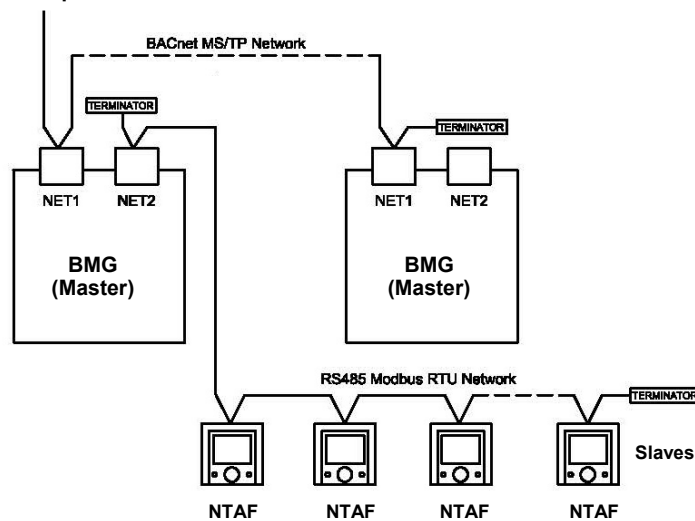 BACnet MS/TP Network
TERMINATOR
TERMINATOR
NET1
NET2
NET1
NET2
BMG
(Master)
BMG
(Master)
RS485 Modbus RTU Network
TERMINATOR
Slaves
NTAF
NTAF
NTAF
NTAF